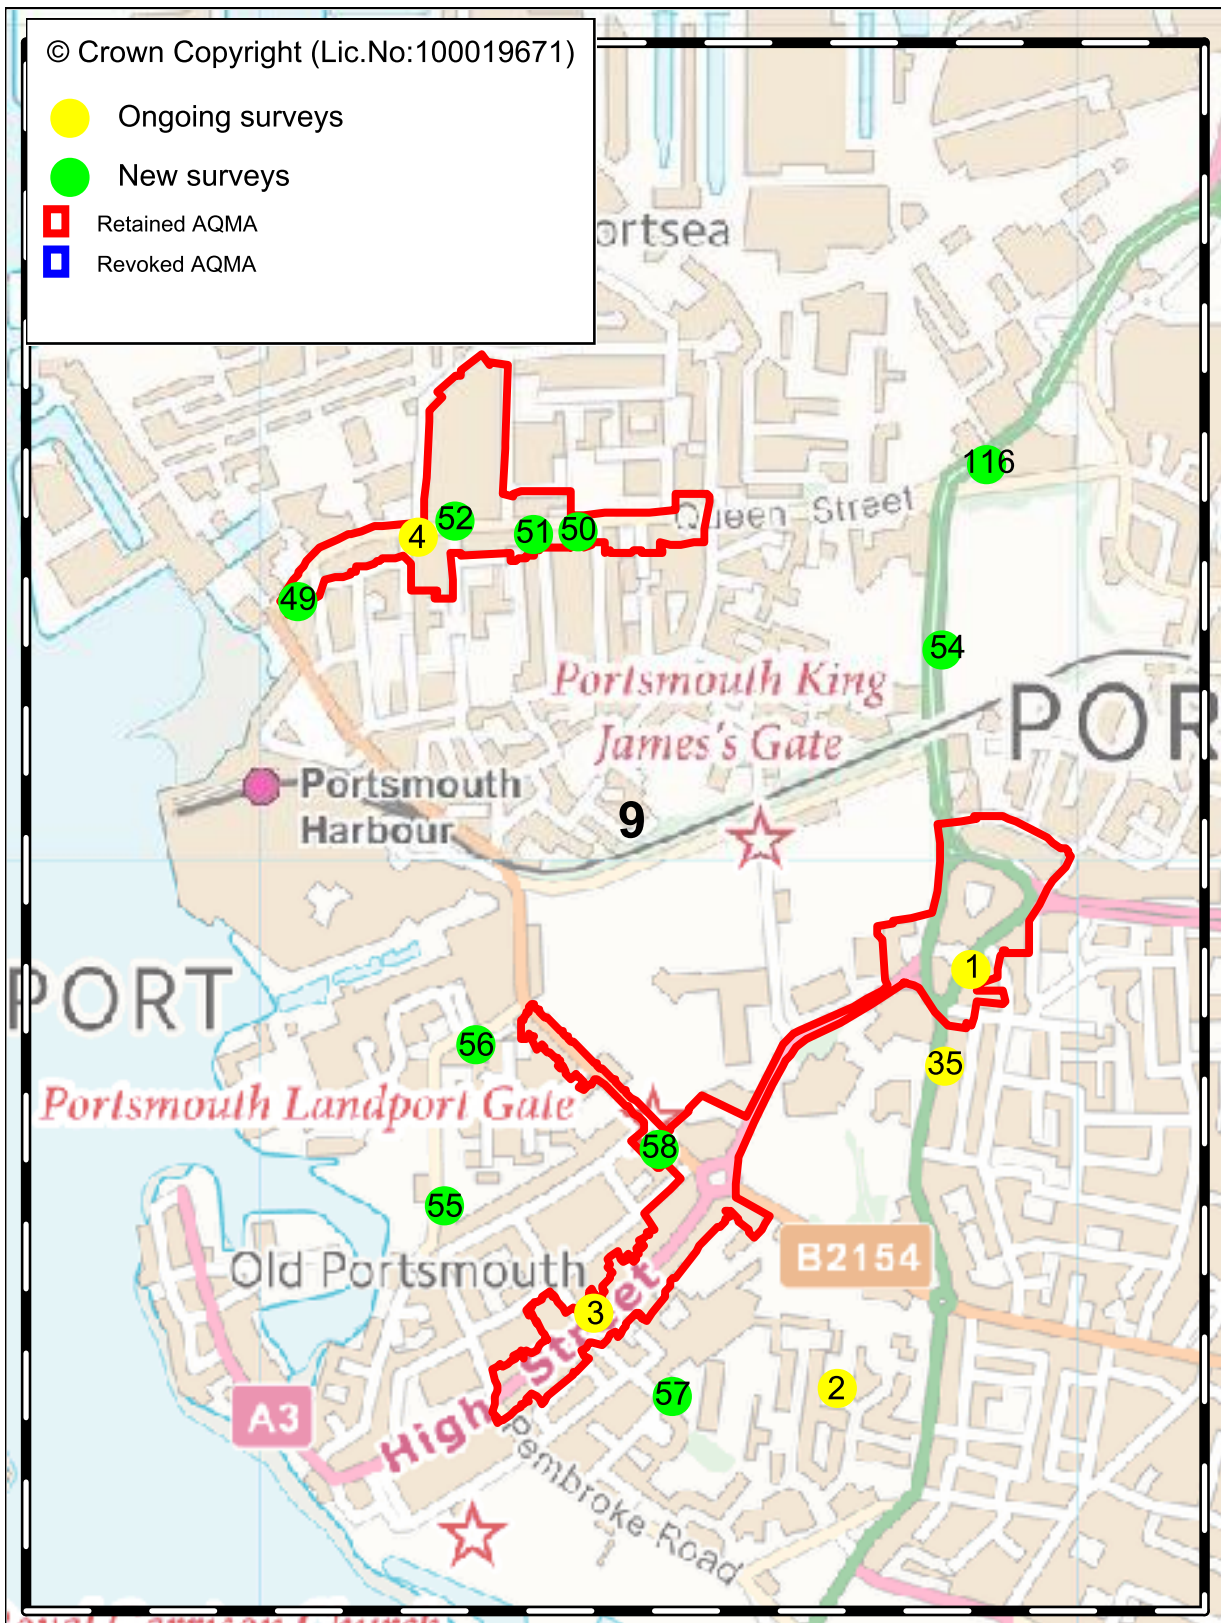 © Crown Copyright (Lic.No:100019671)
Ongoing surveys
New surveys
Retained AQMA
Revoked AQMA
ortsea
116
Queen Street
52
51
50
4
49
54
Portsmouth King
James's Gate
POR
Portsmouth
Harbour
9
1
PORT
56
35
Portsmouth Landport Gate
58
55
Old Portsmouth
B2154
3
High Street
57
2
A3
Pembroke Road